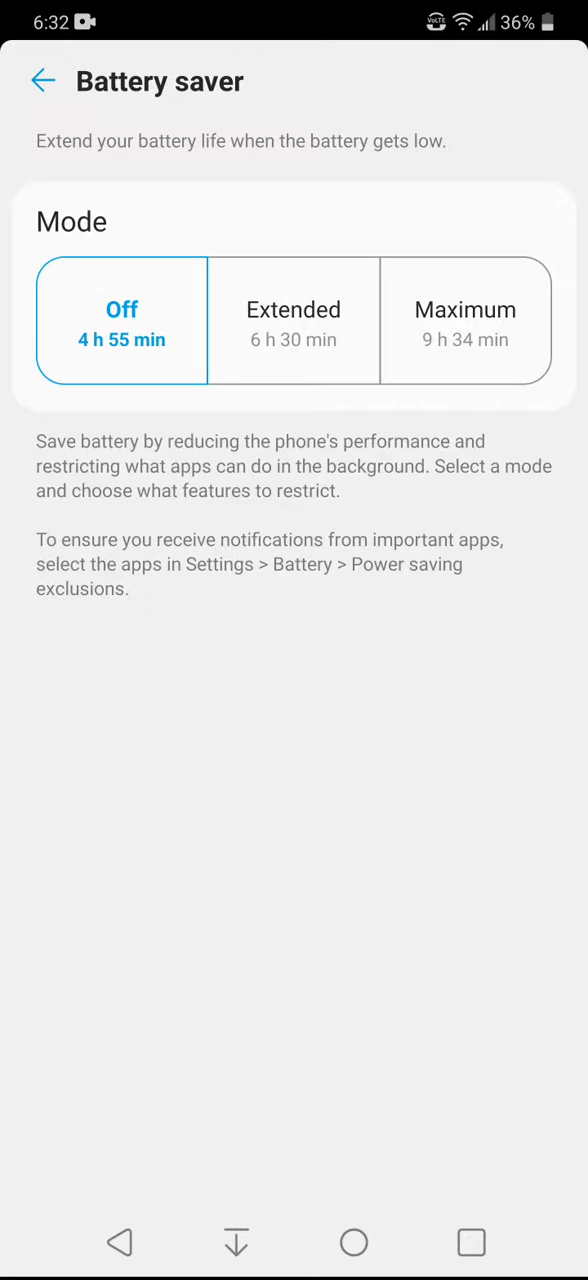 6:32 VoLTE 36%
Battery saver
Extend your battery life when the battery gets low.
Mode
Off Extended Maximum
4 h 55 min 6 h 30 min 9 h 34 min
Save battery by reducing the phone's performance and
restricting what apps can do in the background. Select a mode
and choose what features to restrict.
To ensure you receive notifications from important apps,
select the apps in Settings > Battery > Power saving
exclusions.